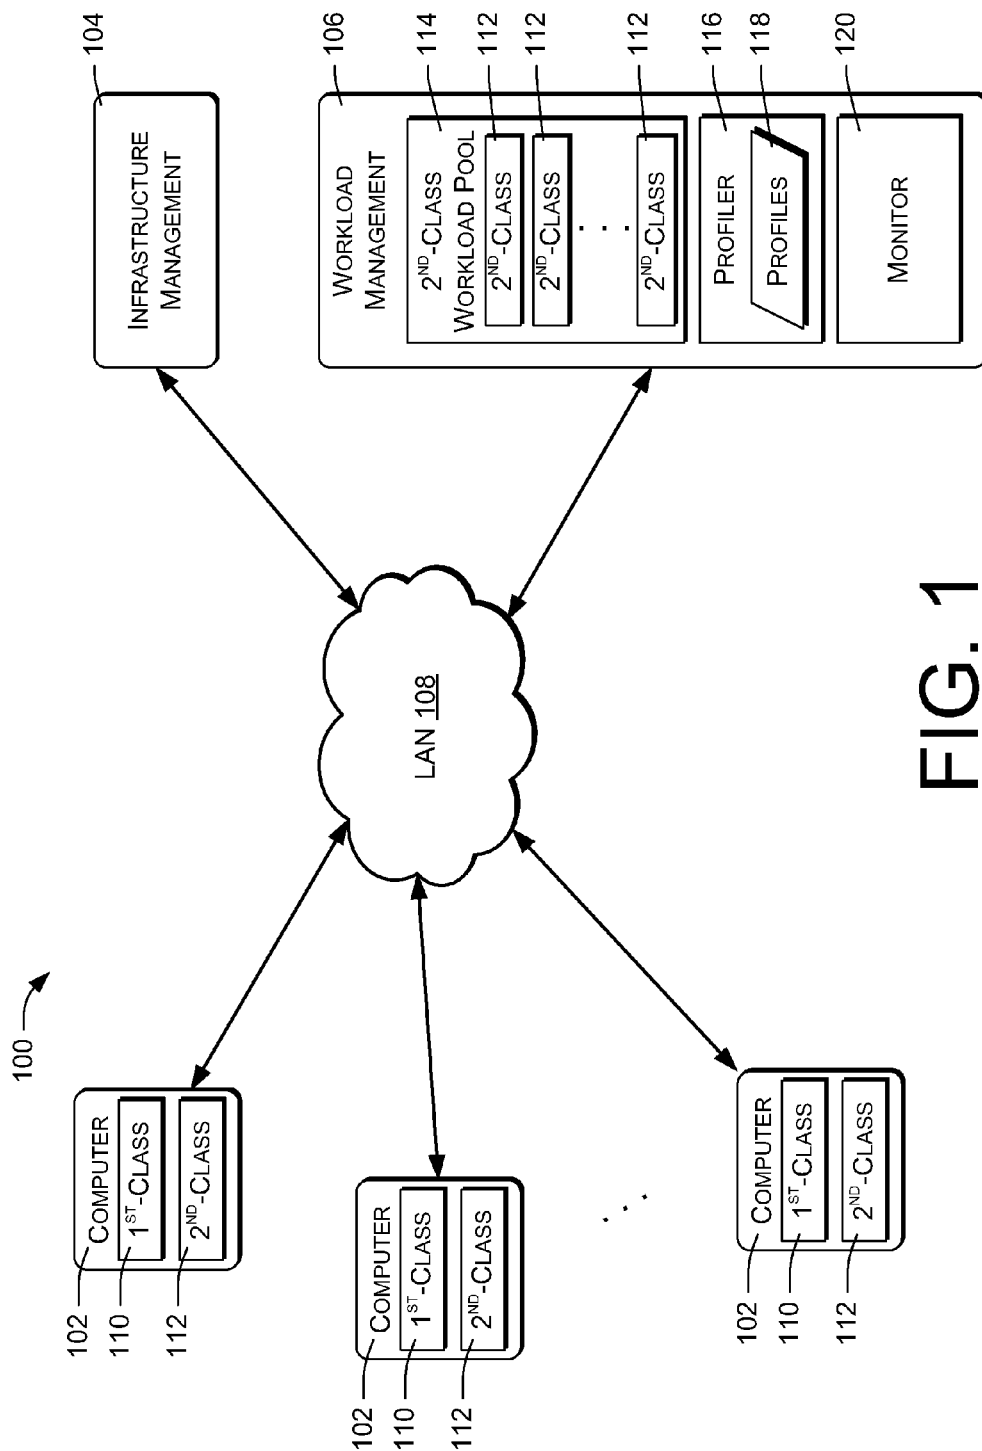 100
102
COMPUTER
110
1ST-CLASS
112
2ND-CLASS
102
COMPUTER
110
1ST-CLASS
112
2ND-CLASS
. . .
102
COMPUTER
110
1ST-CLASS
112
2ND-CLASS
LAN 108
INFRASTRUCTURE
MANAGEMENT
104
WORKLOAD
MANAGEMENT
106
2ND-CLASS
WORKLOAD POOL
114
2ND-CLASS
112
2ND-CLASS
112
. . .
2ND-CLASS
112
PROFILER
116
PROFILES
118
MONITOR
120
FIG. 1